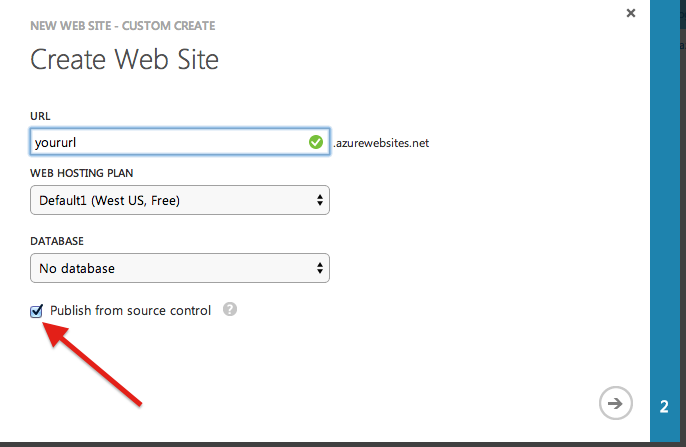 NEW WEB SITE - CUSTOM CREATE
Create Web Site
URL
yoururl
.azurewebsites.net
WEB HOSTING PLAN
Default1 (West US, Free)
DATABASE
No database
Publish from source control ?
2